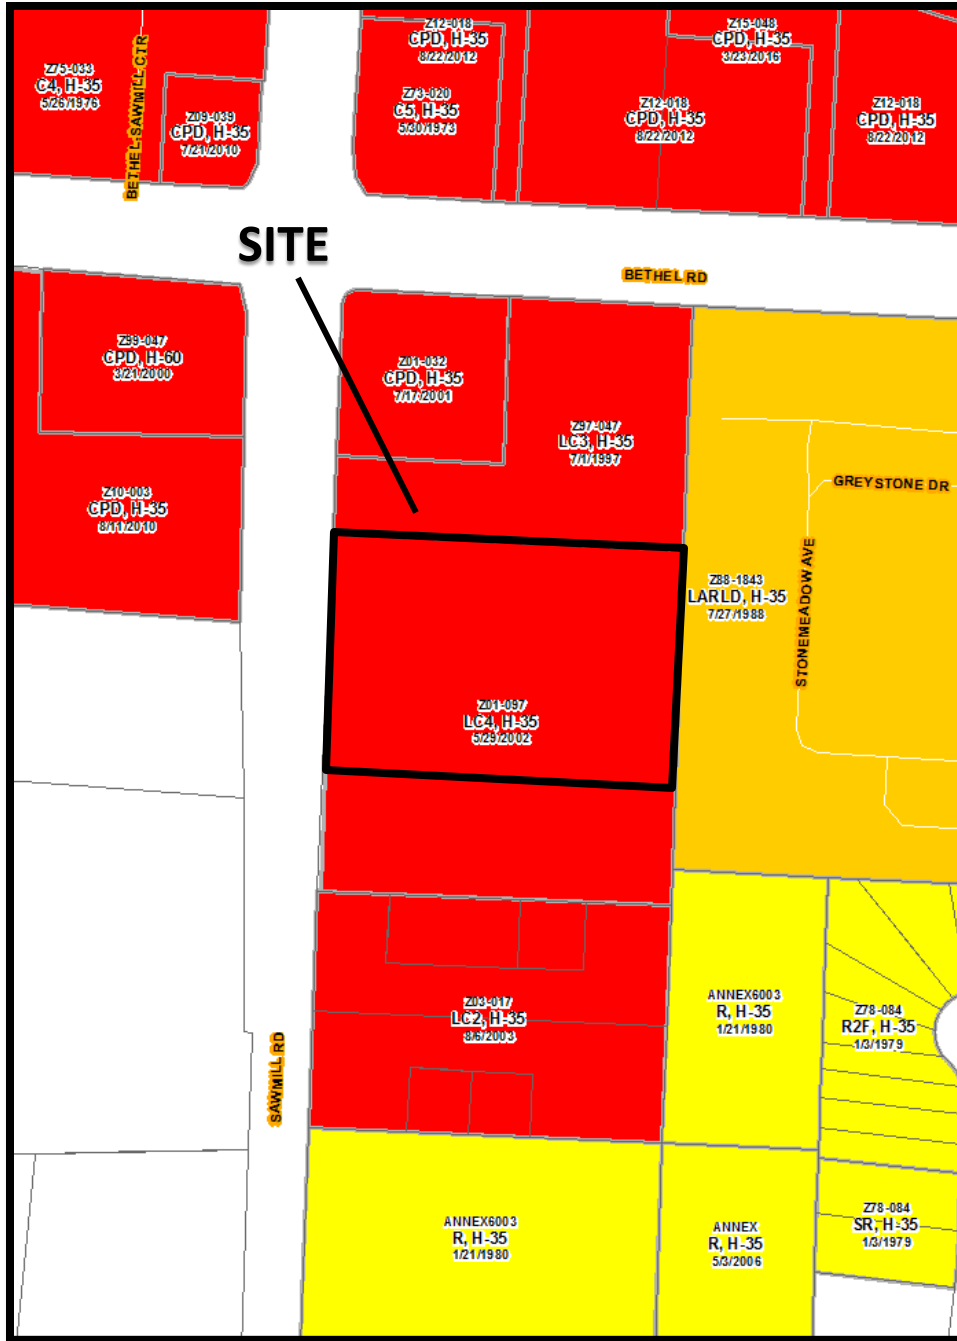 Z75-033
C4, H-35
5/26/1976
BETHEL-SAWMILL CTR
Z09-039
CPD, H-35
7/21/2010
Z12-018
CPD, H-35
8/22/2012
Z73-020
C5, H-35
5/30/1973
Z15-048
CPD, H-35
3/23/2016
Z12-018
CPD, H-35
8/22/2012
Z12-018
CPD, H-35
8/22/2012
SITE
BETHEL RD
Z99-047
CPD, H-60
3/21/2000
Z01-032
CPD, H-35
7/17/2001
Z97-047
LC3, H-35
7/1/1997
Z10-003
CPD, H-35
8/11/2010
GREYSTONE DR
STONEMEADOW AVE
Z88-1843
LARLD, H-35
7/27/1988
Z01-097
LC4, H-35
5/29/2002
Z03-017
LC2, H-35
8/6/2003
ANNEX6003
R, H-35
1/21/1980
Z78-084
R2F, H-35
1/3/1979
SAWMILL RD
ANNEX6003
R, H-35
1/21/1980
ANNEX
R, H-35
5/3/2006
Z78-084
SR, H-35
1/3/1979